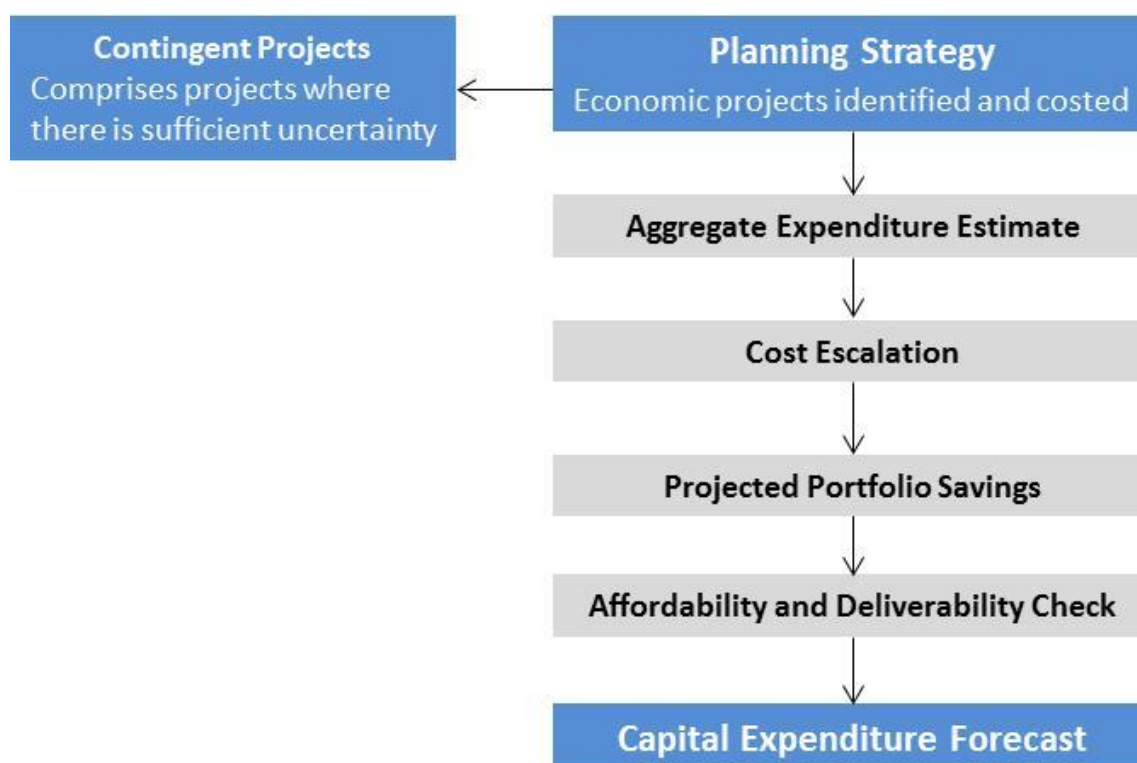 Contingent Projects
Comprises projects where
there is sufficient uncertainty
Planning Strategy
Economic projects identified and costed
Aggregate Expenditure Estimate
Cost Escalation
Projected Portfolio Savings
Affordability and Deliverability Check
Capital Expenditure Forecast